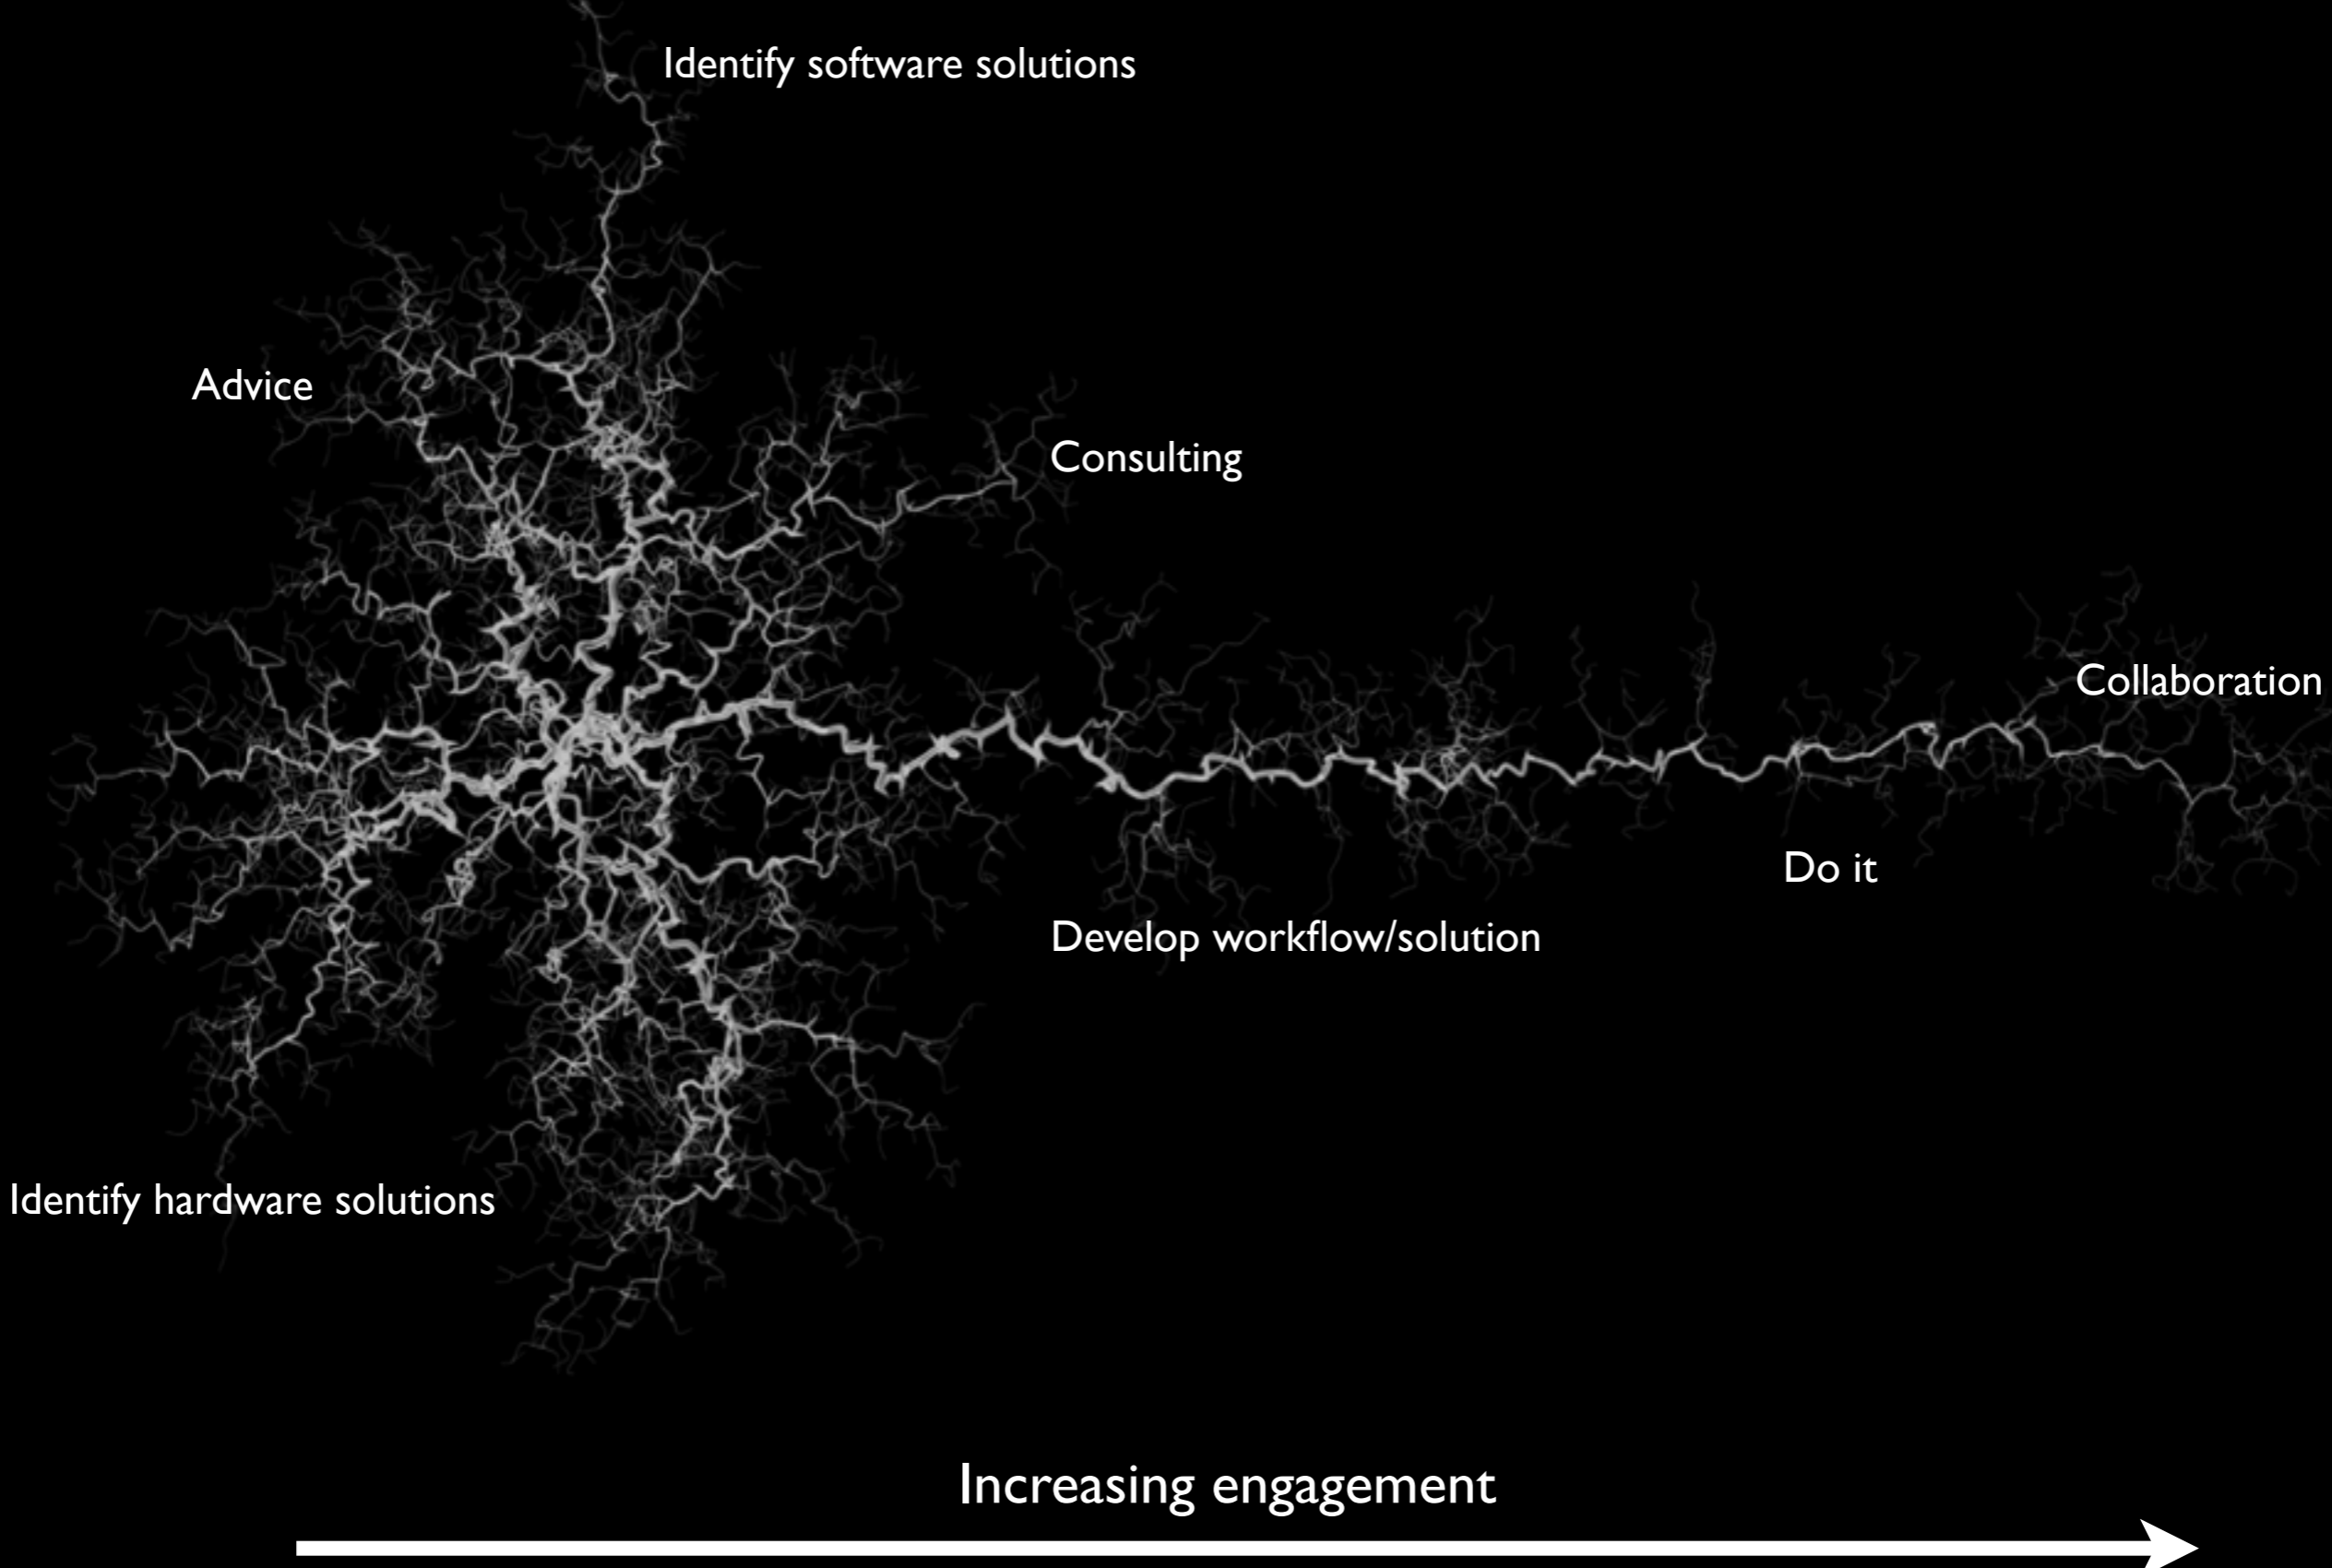 Identify software solutions
Advice
Consulting
Collaboration
Do it
Develop workflow/solution
Identify hardware solutions
Increasing engagement